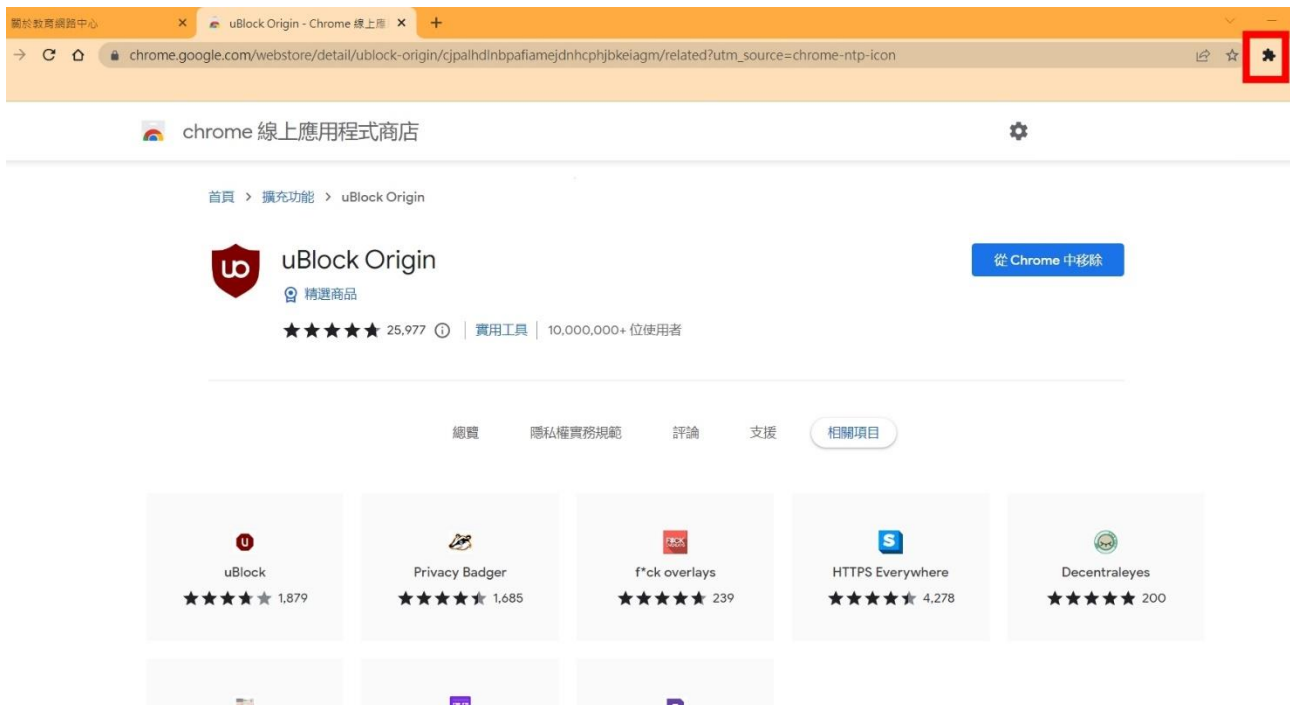 關於教育網路中心
uBlock Origin - Chrome 線上應
chrome.google.com/webstore/detail/ublock-origin/cjpalhdlnbpafiamejdnhcphjbkeiagm/related?utm_source=chrome-ntp-icon
chrome 線上應用程式商店
首頁 > 擴充功能 > uBlock Origin
uBlock Origin
從 Chrome 中移除
精選商品
25,977 實用工具 10,000,000+ 位使用者
總覽 隱私權實務規範 評論 支援 相關項目
uBlock Privacy Badger f*ck overlays HTTPS Everywhere Decentraleyes
1,879 1,685 239 4,278 200